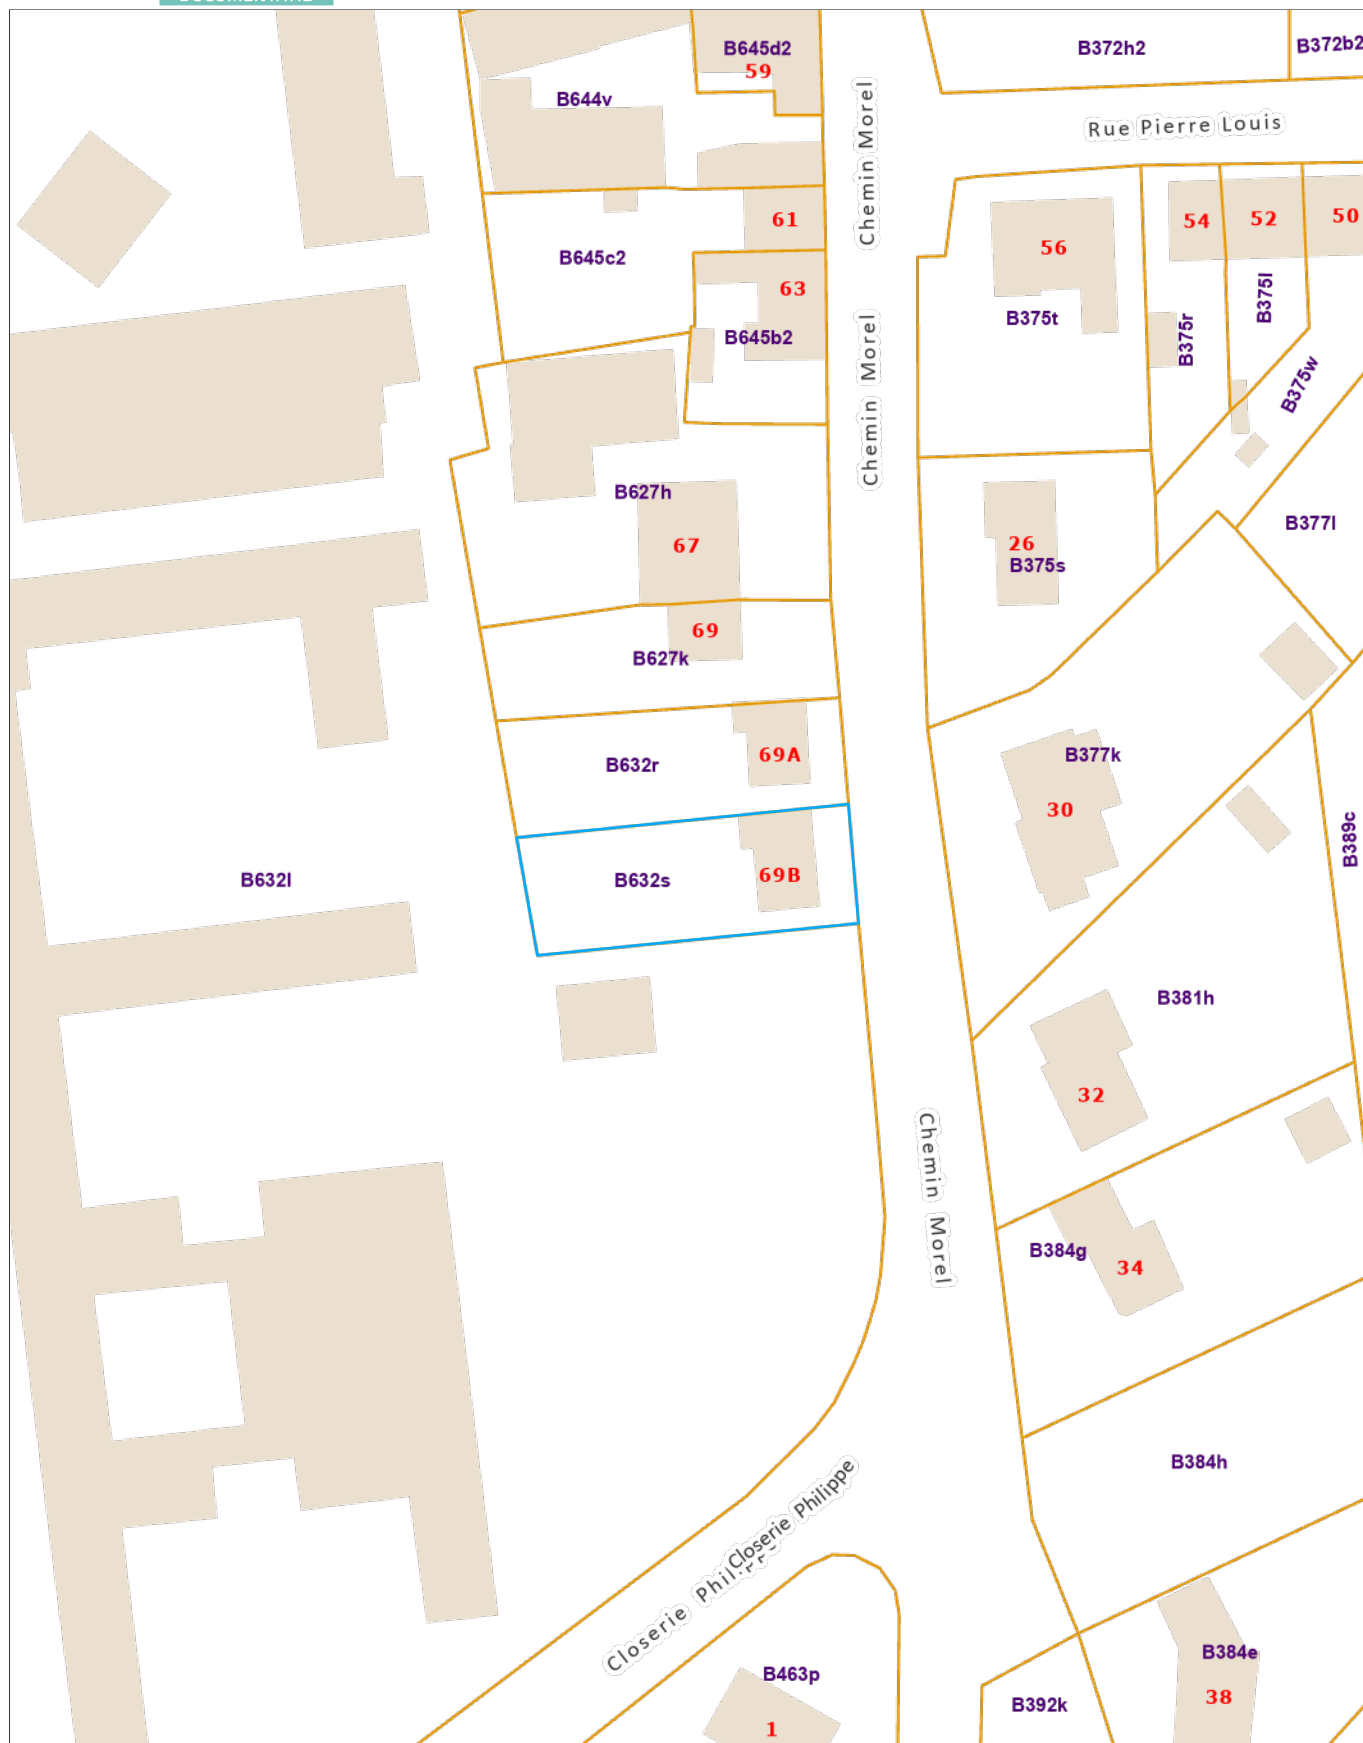 B645d2
59
B372h2
B372b2
B644v
Chemin Morel
Rue Pierre Louis
61
54
52
50
56
B645c2
63
B375l
B375t
B645b2
B375r
B375w
Chemin Morel
B627h
B377l
67
26
B375s
69
B627k
B632r
69A
B377k
30
B389c
B632l
B632s
69B
B381h
32
Chemin Morel
B384g
34
B384h
Closerie Philippe
Closerie Philippe
B384e
B463p
38
B392k
1